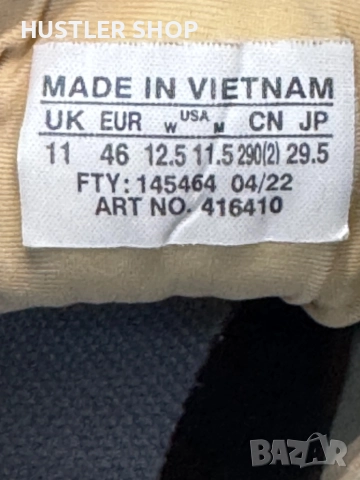 HUSTLER SHOP
MADE IN VIETNAM
UK EUR W USA M CN JP
11 46 12.5 11.5 290(2) 29.5
FTY: 145464 04/22
ART NO. 416410
BAZAR